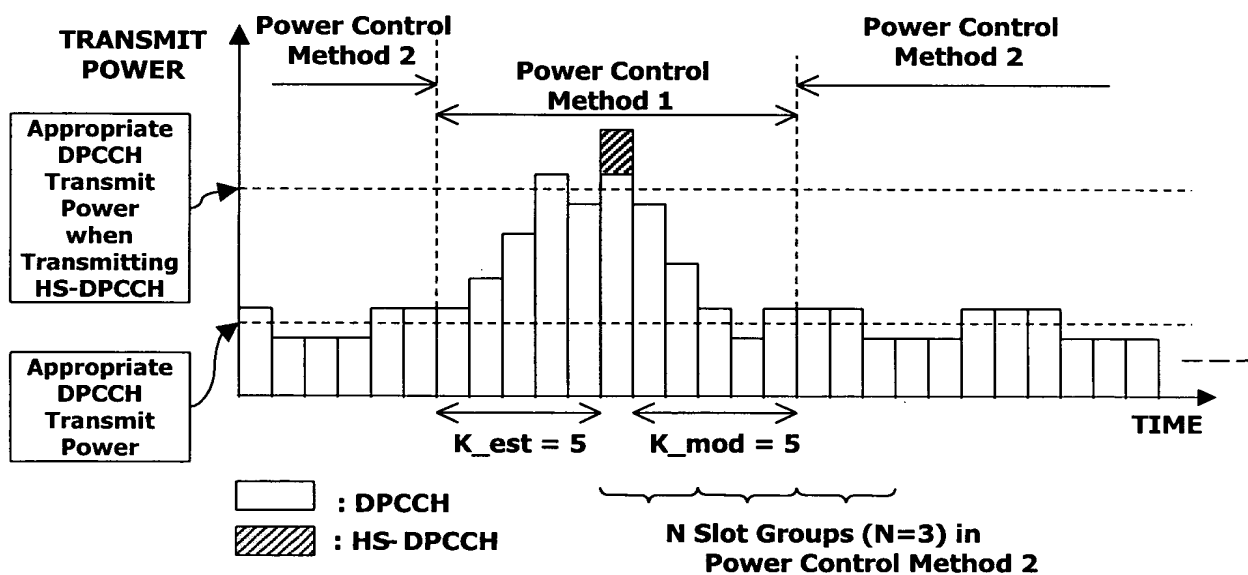 TRANSMIT
POWER
Power Control
Method 2
Power Control
Method 1
Power Control
Method 2
Appropriate
DPCCH
Transmit
Power
when
Transmitting
HS-DPCCH
Appropriate
DPCCH
Transmit
Power
K_est = 5
K_mod = 5
TIME
: DPCCH
: HS-DPCCH
N Slot Groups (N=3) in
Power Control Method 2